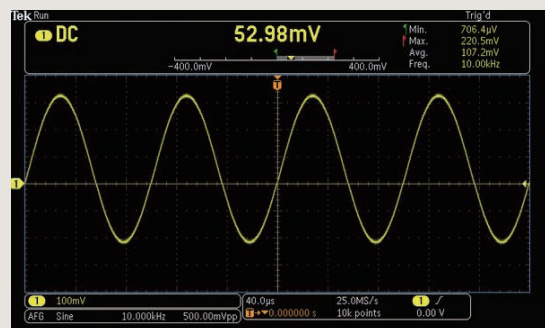 Tek Run Trig'd
1 DC 52.98mV
Min. 706.4µV
Max. 220.5mV
Avg. 107.2mV
Freq. 10.00kHz
-400.0mV 400.0mV
T
1
1 100mV
40.0µs 25.0MS/s
T→▼0.000000 s 10k points
1 ∫ 0.00 V
AFG Sine 10.000kHz 500.00mVpp